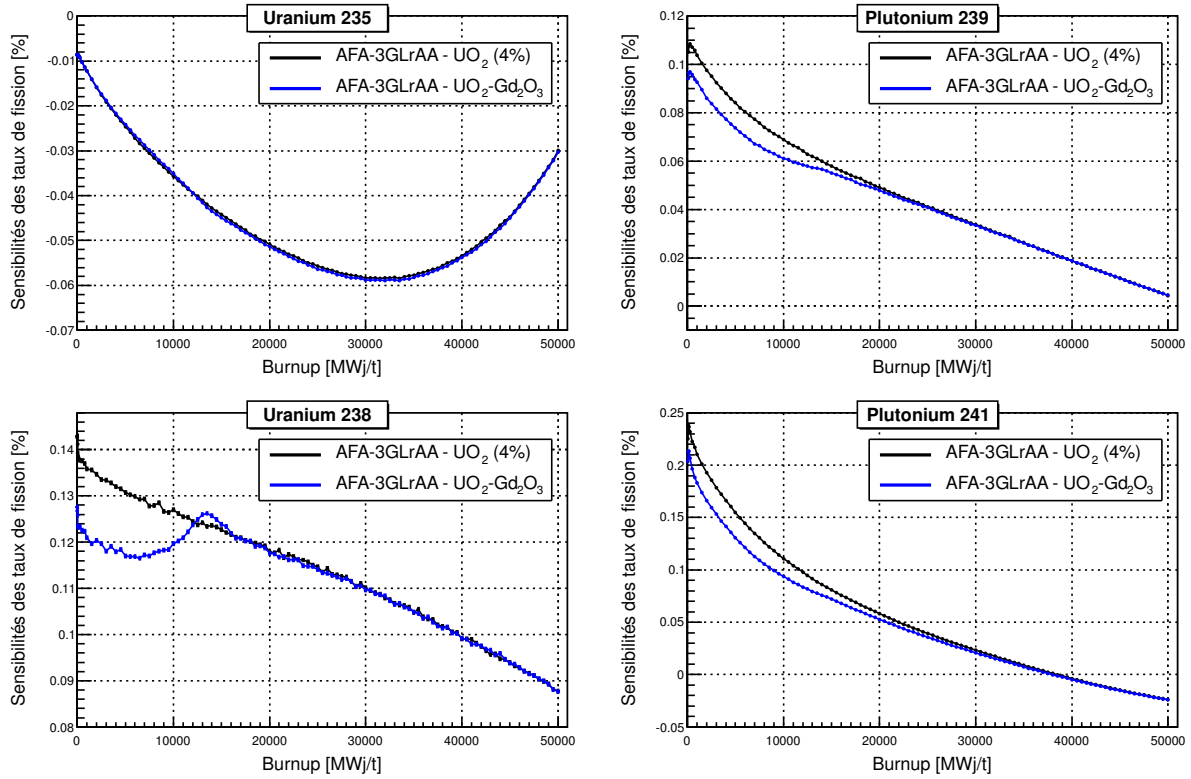 Uranium 235
Sensibilités des taux de fission [%]
0
-0.01
-0.02
-0.03
-0.04
-0.05
-0.06
-0.07
AFA-3GLrAA - UO2 (4%)
AFA-3GLrAA - UO2-Gd2O3
0 10000 20000 30000 40000 50000
Burnup [MWj/t]
Plutonium 239
Sensibilités des taux de fission [%]
0.12
0.1
0.08
0.06
0.04
0.02
0
AFA-3GLrAA - UO2 (4%)
AFA-3GLrAA - UO2-Gd2O3
0 10000 20000 30000 40000 50000
Burnup [MWj/t]
Uranium 238
Sensibilités des taux de fission [%]
0.14
0.13
0.12
0.11
0.1
0.09
0.08
AFA-3GLrAA - UO2 (4%)
AFA-3GLrAA - UO2-Gd2O3
0 10000 20000 30000 40000 50000
Burnup [MWj/t]
Plutonium 241
Sensibilités des taux de fission [%]
0.25
0.2
0.15
0.1
0.05
0
-0.05
AFA-3GLrAA - UO2 (4%)
AFA-3GLrAA - UO2-Gd2O3
0 10000 20000 30000 40000 50000
Burnup [MWj/t]